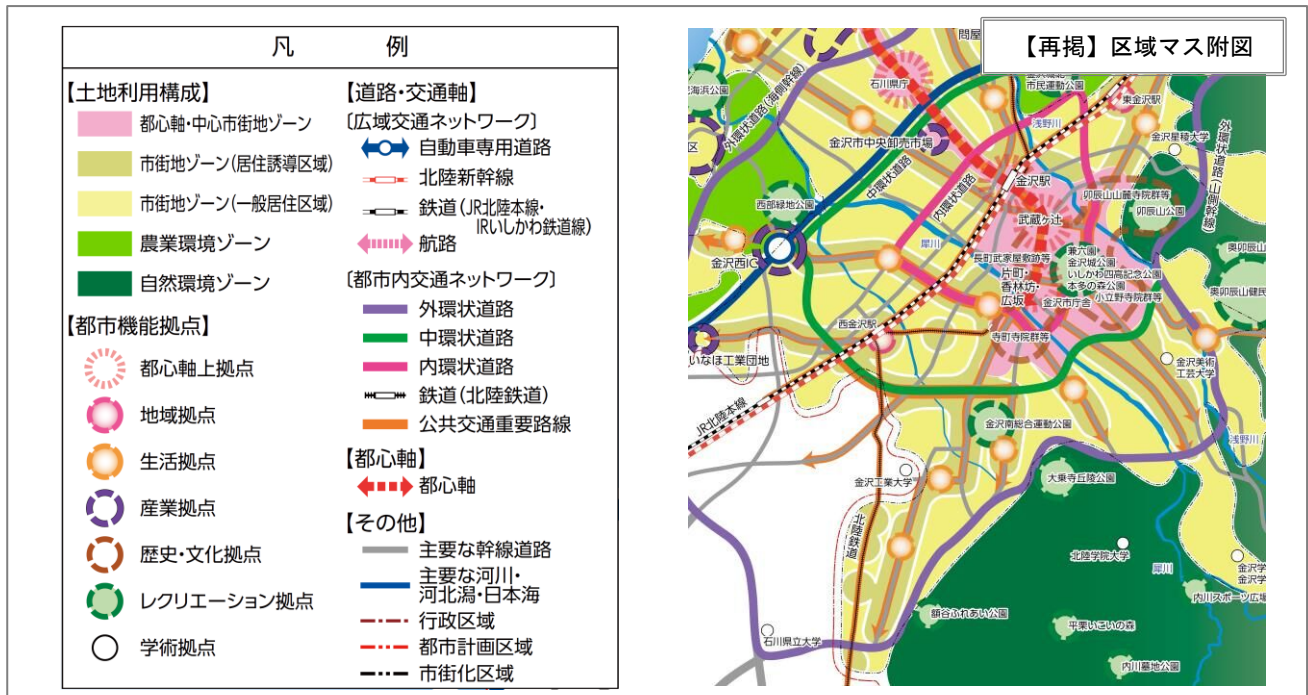 凡 例
【土地利用構成】
都心軸・中心市街地ゾーン
市街地ゾーン(居住誘導区域)
市街地ゾーン(一般居住区域)
農業環境ゾーン
自然環境ゾーン
【都市機能拠点】
都心軸上拠点
地域拠点
生活拠点
産業拠点
歴史・文化拠点
レクリエーション拠点
学術拠点
【道路・交通軸】
〔広域交通ネットワーク〕
自動車専用道路
北陸新幹線
鉄道(JR北陸本線・
IRいしかわ鉄道線)
航路
〔都市内交通ネットワーク〕
外環状道路
中環状道路
内環状道路
鉄道(北陸鉄道)
公共交通重要路線
【都心軸】
都心軸
【その他】
主要な幹線道路
主要な河川・
河北潟・日本海
行政区域
都市計画区域
市街化区域
【再掲】区域マス附図
問屋
石川県庁
市民運動公園
東金沢駅
海浜公園
外環状道路(海側幹線)
浅野川
金沢星稜大学
区
金沢市中央卸売市場
中環状道路
外環状道路(山側幹線)
金沢駅
内環状道路
卯辰山山麓寺院群等
西部緑地公園
武蔵ヶ辻
卯辰山公園
犀川
金沢西IC
長町武家屋敷跡等
兼六園・
金沢城公園
いしかわ四高記念公園
本多の森公園
奥卯辰山
片町・
香林坊・
広坂
奥卯辰山健民
金沢市庁舎
小立野寺院群等
西金沢駅
寺町寺院群等
いなほ工業団地
金沢美術
工芸大学
JR北陸本線
金沢南総合運動公園
浅野川
金沢工業大学
大乗寺丘陵公園
北陸鉄道
北陸学院大学
犀川
金沢学
金沢学
内川スポーツ広場
額谷ふれあい公園
平栗いこいの森
石川県立大学
内川墓地公園